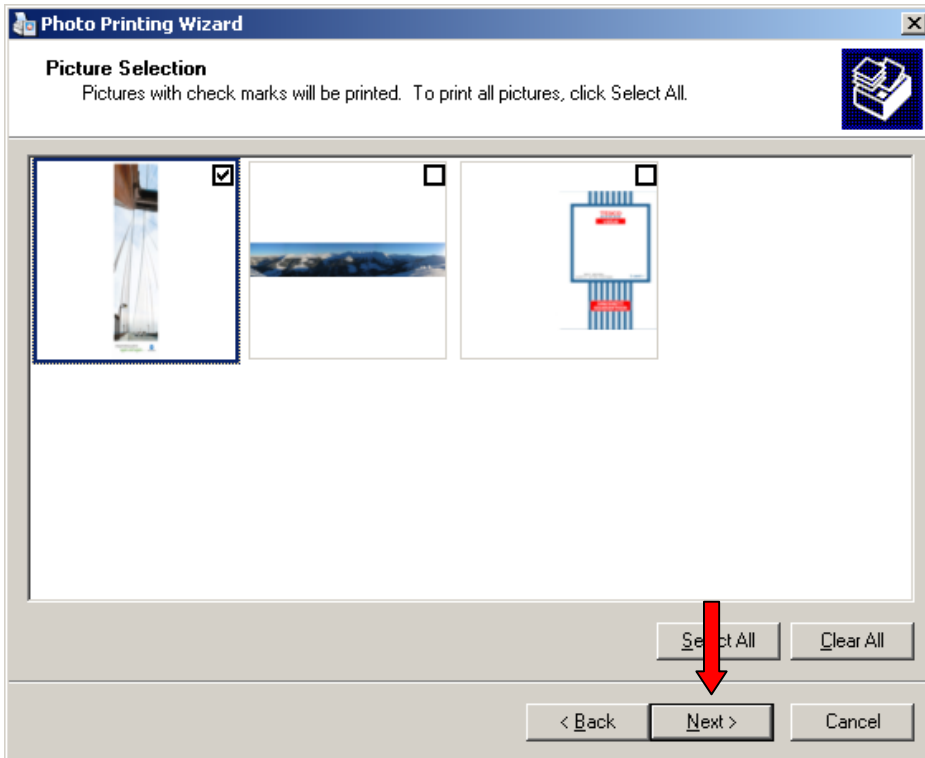 Photo Printing Wizard
Picture Selection
Pictures with check marks will be printed. To print all pictures, click Select All.
Select All
Clear All
< Back
Next >
Cancel